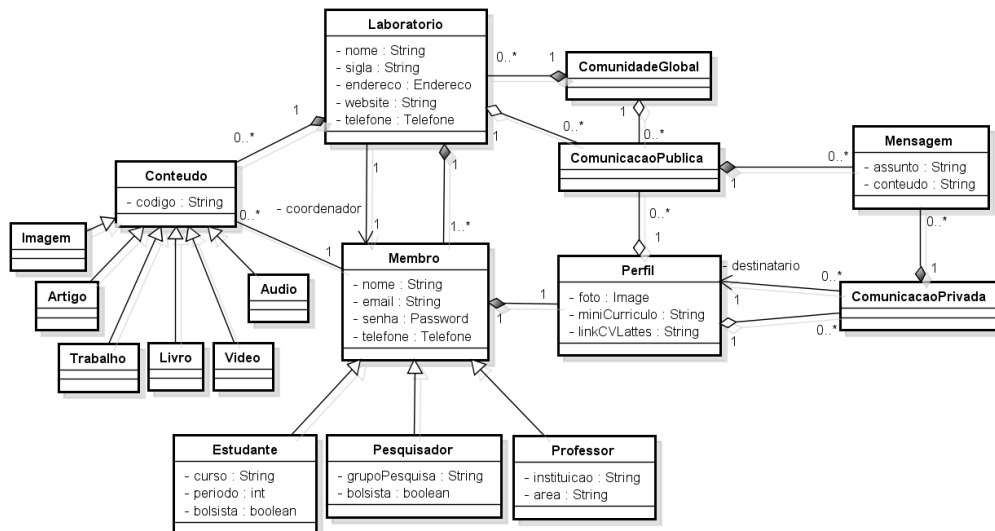 Laboratorio
- nome : String
- sigla : String
- endereco : Endereco
- website : String
- telefone : Telefone
0..*
1
ComunidadeGlobal
1
0..*
1
0..*
1
0..*
ComunicacaoPublica
1
0..*
Mensagem
- assunto : String
- conteudo : String
Conteudo
- codigo : String
0..*
1
- coordenador
1
1
1..*
1
0..*
1
0..*
1
Imagem
Artigo
Audio
Trabalho
Livro
Video
Membro
- nome : String
- email : String
- senha : Password
- telefone : Telefone
1
1
Perfil
- foto : Image
- miniCurriculo : String
- linkCVLattes : String
- destinatario
0..*
1
1
0..*
ComunicacaoPrivada
Estudante
- curso : String
- periodo : int
- bolsista : boolean
Pesquisador
- grupoPesquisa : String
- bolsista : boolean
Professor
- instituicao : String
- area : String